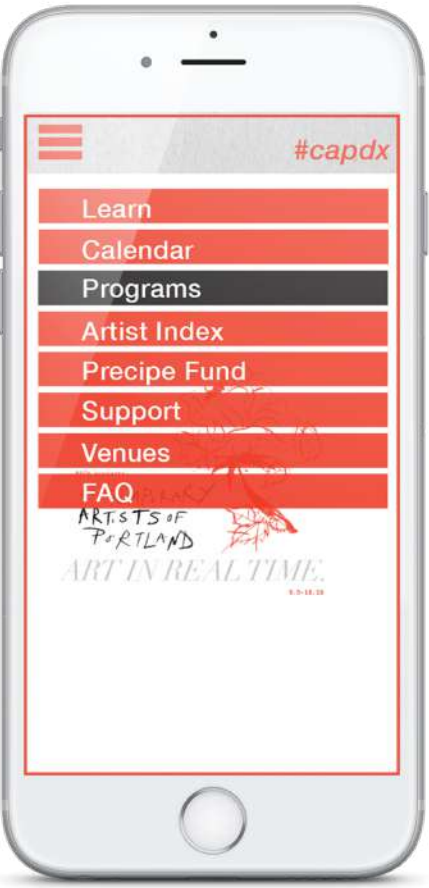 #capdx
Learn
Calendar
Programs
Artist Index
Precipe Fund
Support
Venues
FAQ
ARTISTS OF
PORTLAND
ART IN REAL TIME.